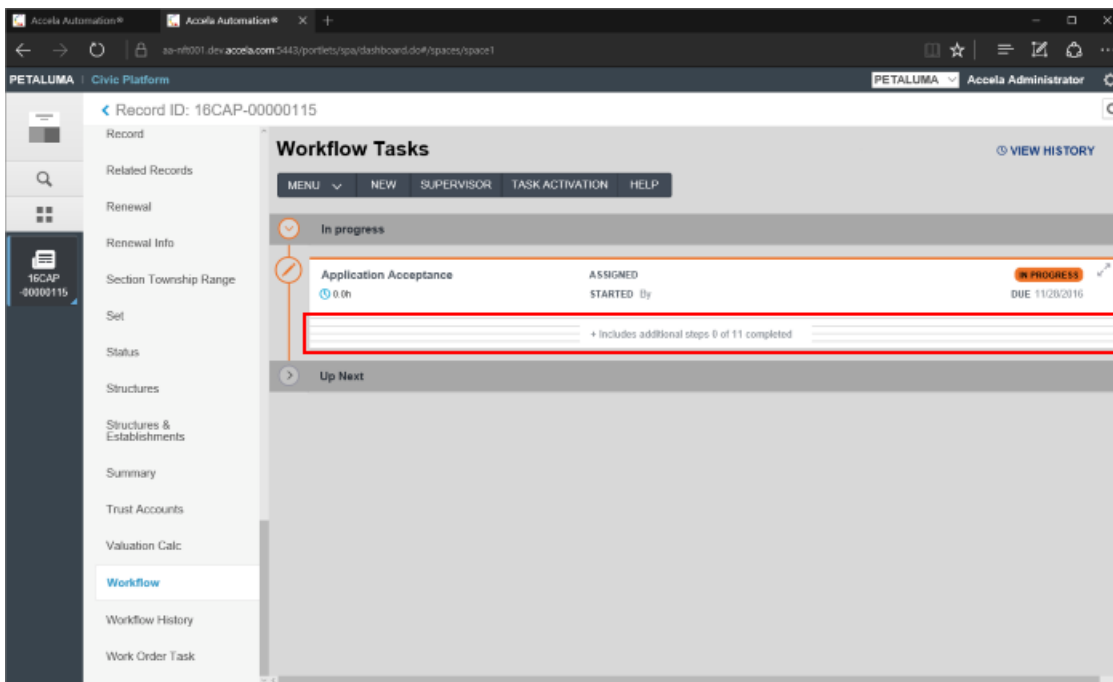 Accela Automation®
Accela Automation®
aa-nft001.dev.accela.com:5443/portlets/spa/dashboard.do#/spaces/space1
PETALUMA Civic Platform
PETALUMA Accela Administrator
Record ID: 16CAP-00000115
16CAP
-00000115
Record
Related Records
Renewal
Renewal Info
Section Township Range
Set
Status
Structures
Structures &
Establishments
Summary
Trust Accounts
Valuation Calc
Workflow
Workflow History
Work Order Task
Workflow Tasks
VIEW HISTORY
MENU NEW SUPERVISOR TASK ACTIVATION HELP
In progress
Application Acceptance ASSIGNED IN PROGRESS
0.0h STARTED By DUE 11/28/2016
+ Includes additional steps 0 of 11 completed
Up Next